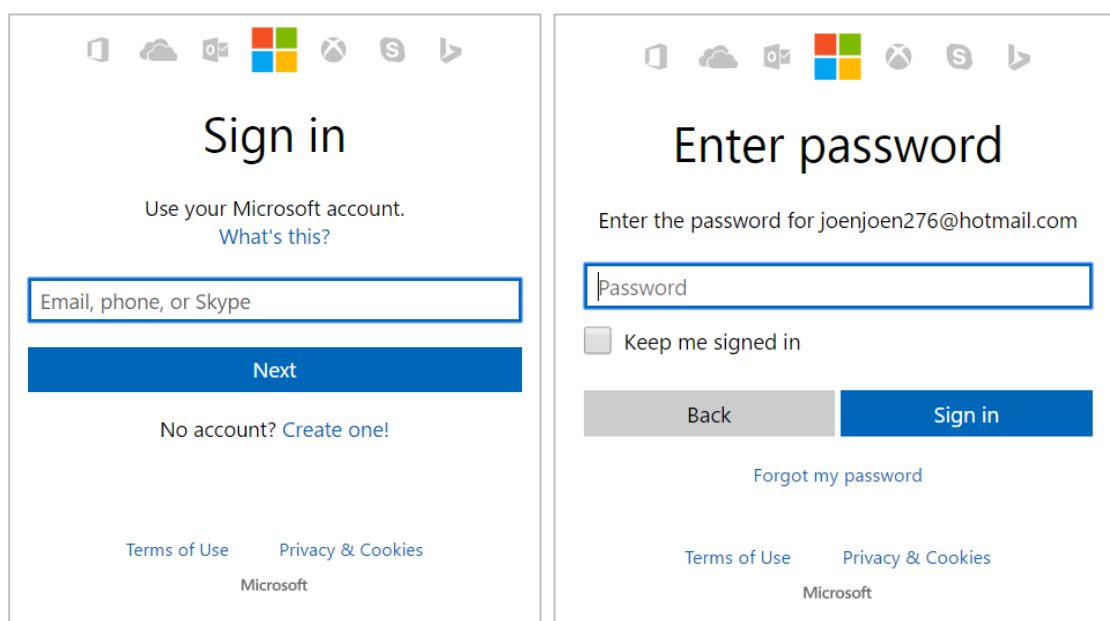 Sign in
Use your Microsoft account.
What's this?
Email, phone, or Skype
Next
No account? Create one!
Terms of Use Privacy & Cookies
Microsoft
Enter password
Enter the password for joenjoen276@hotmail.com
Password
Keep me signed in
Back Sign in
Forgot my password
Terms of Use Privacy & Cookies
Microsoft